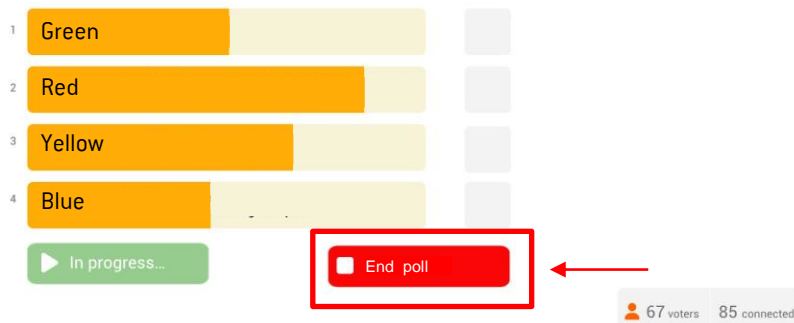 1 Green
2 Red
3 Yellow
4 Blue
In progress... End poll
67 voters 85 connected